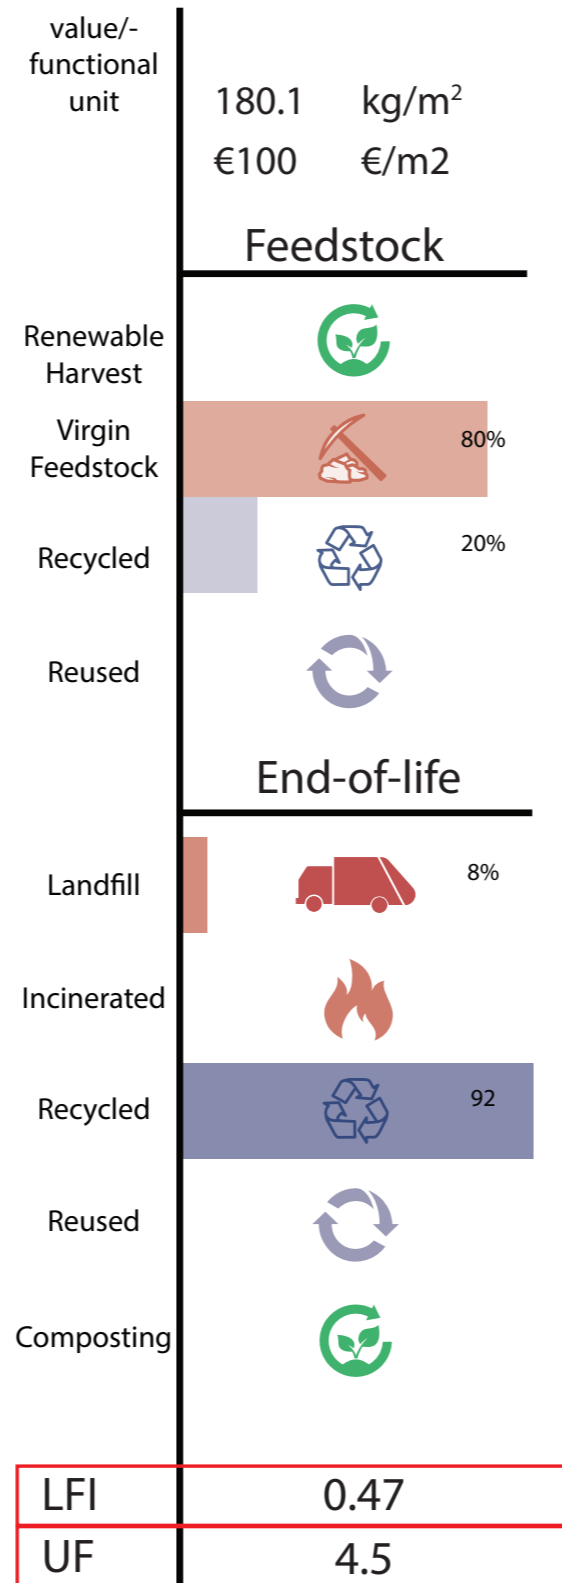 value/-
functional
unit
180.1 kg/m²
€100 €/m2
Feedstock
Renewable
Harvest
Virgin
Feedstock
80%
Recycled
20%
Reused
End-of-life
Landfill
8%
Incinerated
Recycled
92
Reused
Composting
LFI 0.47
UF 4.5